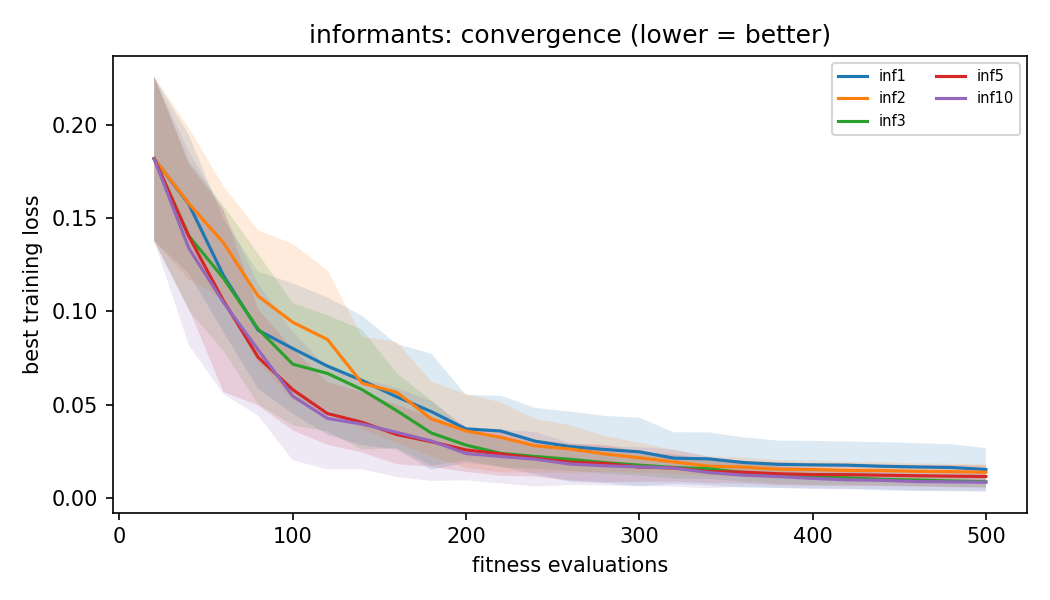 informants: convergence (lower = better)
inf1
inf2
inf3
inf5
inf10
best training loss
0.20
0.15
0.10
0.05
0.00
0
100
200
300
400
500
fitness evaluations